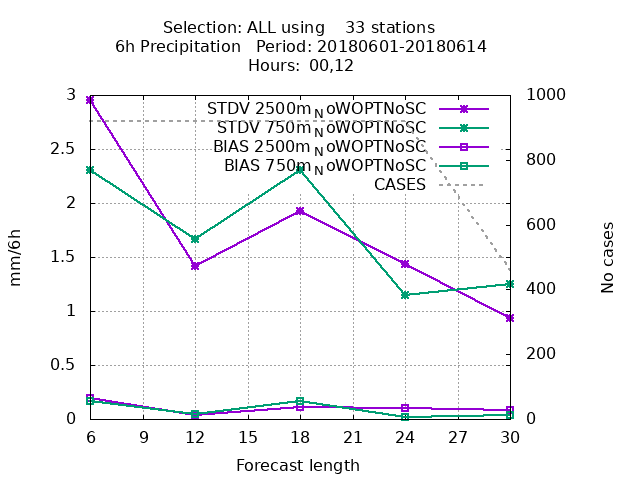 Selection: ALL using    33 stations
6h Precipitation   Period: 20180601-20180614
Hours:  00,12
3
2.5
2
1.5
1
0.5
0
1000
800
600
400
200
0
mm/6h
No cases
STDV 2500m_NoWOPTNoSC
STDV 750m_NoWOPTNoSC
BIAS 2500m_NoWOPTNoSC
BIAS 750m_NoWOPTNoSC
CASES
6 9 12 15 18 21 24 27 30
Forecast length